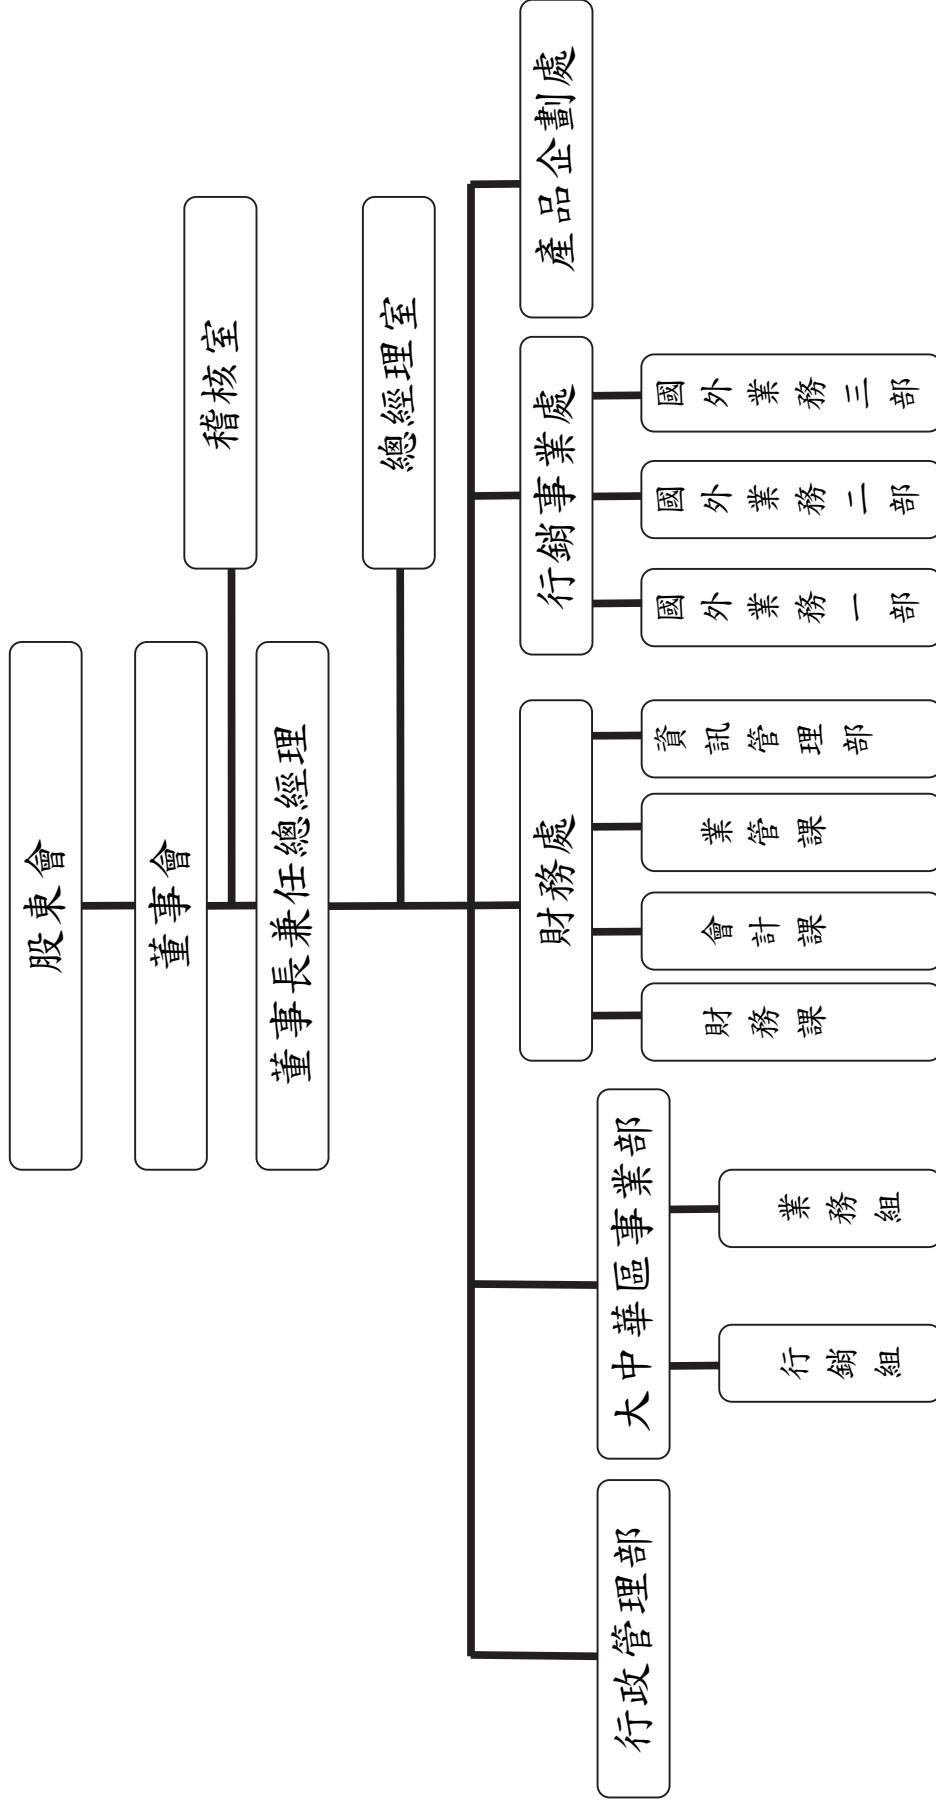 股東會
董事會
稽核室
董事長兼任總經理
總經理室
行政管理部
大中華區事業部
財務處
行銷事業處
產品企劃處
行銷組
業務組
財務課
會計課
業管課
資訊管理部
國外業務一部
國外業務二部
國外業務三部